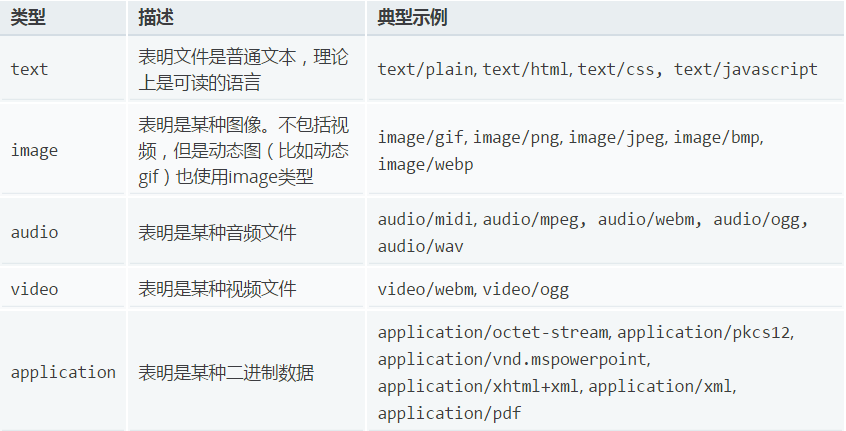 类型 描述 典型示例
text 表明文件是普通文本，理论上是可读的语言 text/plain, text/html, text/css, text/javascript
image 表明是某种图像。不包括视频，但是动态图（比如动态gif）也使用image类型 image/gif, image/png, image/jpeg, image/bmp, image/webp
audio 表明是某种音频文件 audio/midi, audio/mpeg, audio/webm, audio/ogg, audio/wav
video 表明是某种视频文件 video/webm, video/ogg
application 表明是某种二进制数据 application/octet-stream, application/pkcs12, application/vnd.mspowerpoint, application/xhtml+xml, application/xml, application/pdf